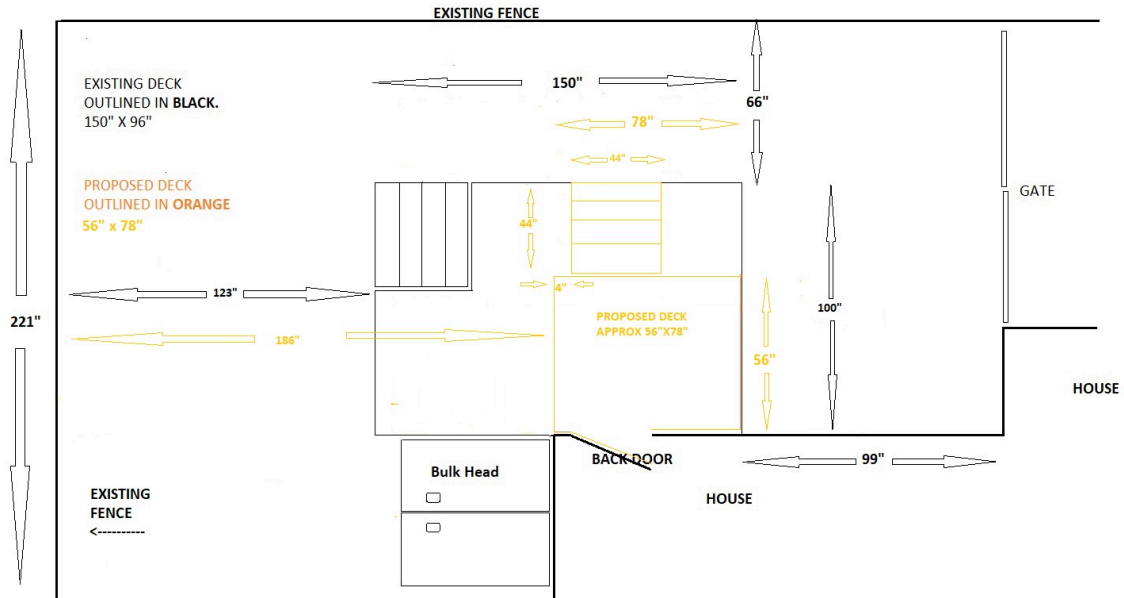 EXISTING FENCE
EXISTING DECK
OUTLINED IN BLACK.
150" X 96"
150"
66"
78"
44"
PROPOSED DECK
OUTLINED IN ORANGE
56" x 78"
GATE
44"
4"
123"
100"
221"
186"
PROPOSED DECK
APPROX 56"X78"
56"
HOUSE
BACK DOOR
99"
Bulk Head
HOUSE
EXISTING
FENCE
<----------